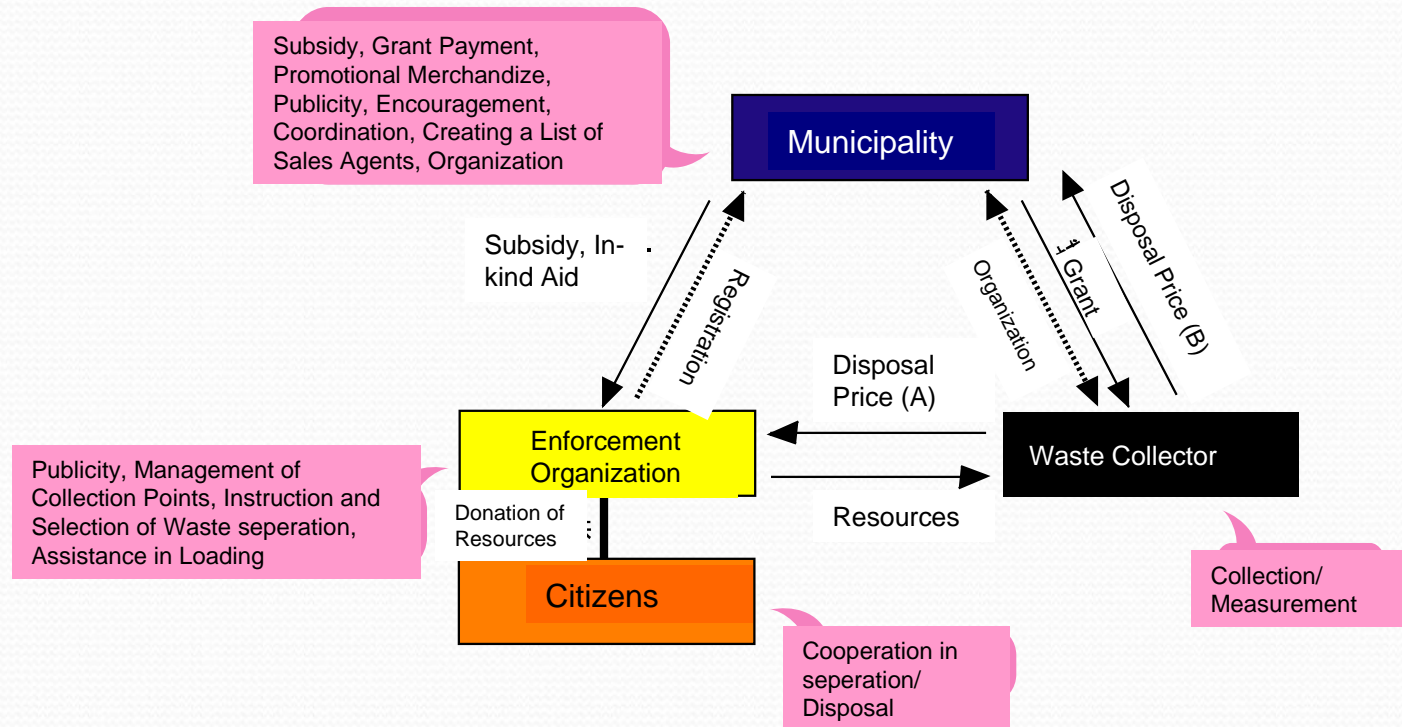 Subsidy, Grant Payment,
Promotional Merchandize,
Publicity, Encouragement,
Coordination, Creating a List of
Sales Agents, Organization
Municipality
Subsidy, In-
kind Aid
Registration
Organization
Grant
Disposal Price (B)
Disposal
Price (A)
Enforcement
Organization
Waste Collector
Resources
Publicity, Management of
Collection Points, Instruction and
Selection of Waste seperation,
Assistance in Loading
Donation of
Resources
Citizens
Collection/
Measurement
Cooperation in
seperation/
Disposal